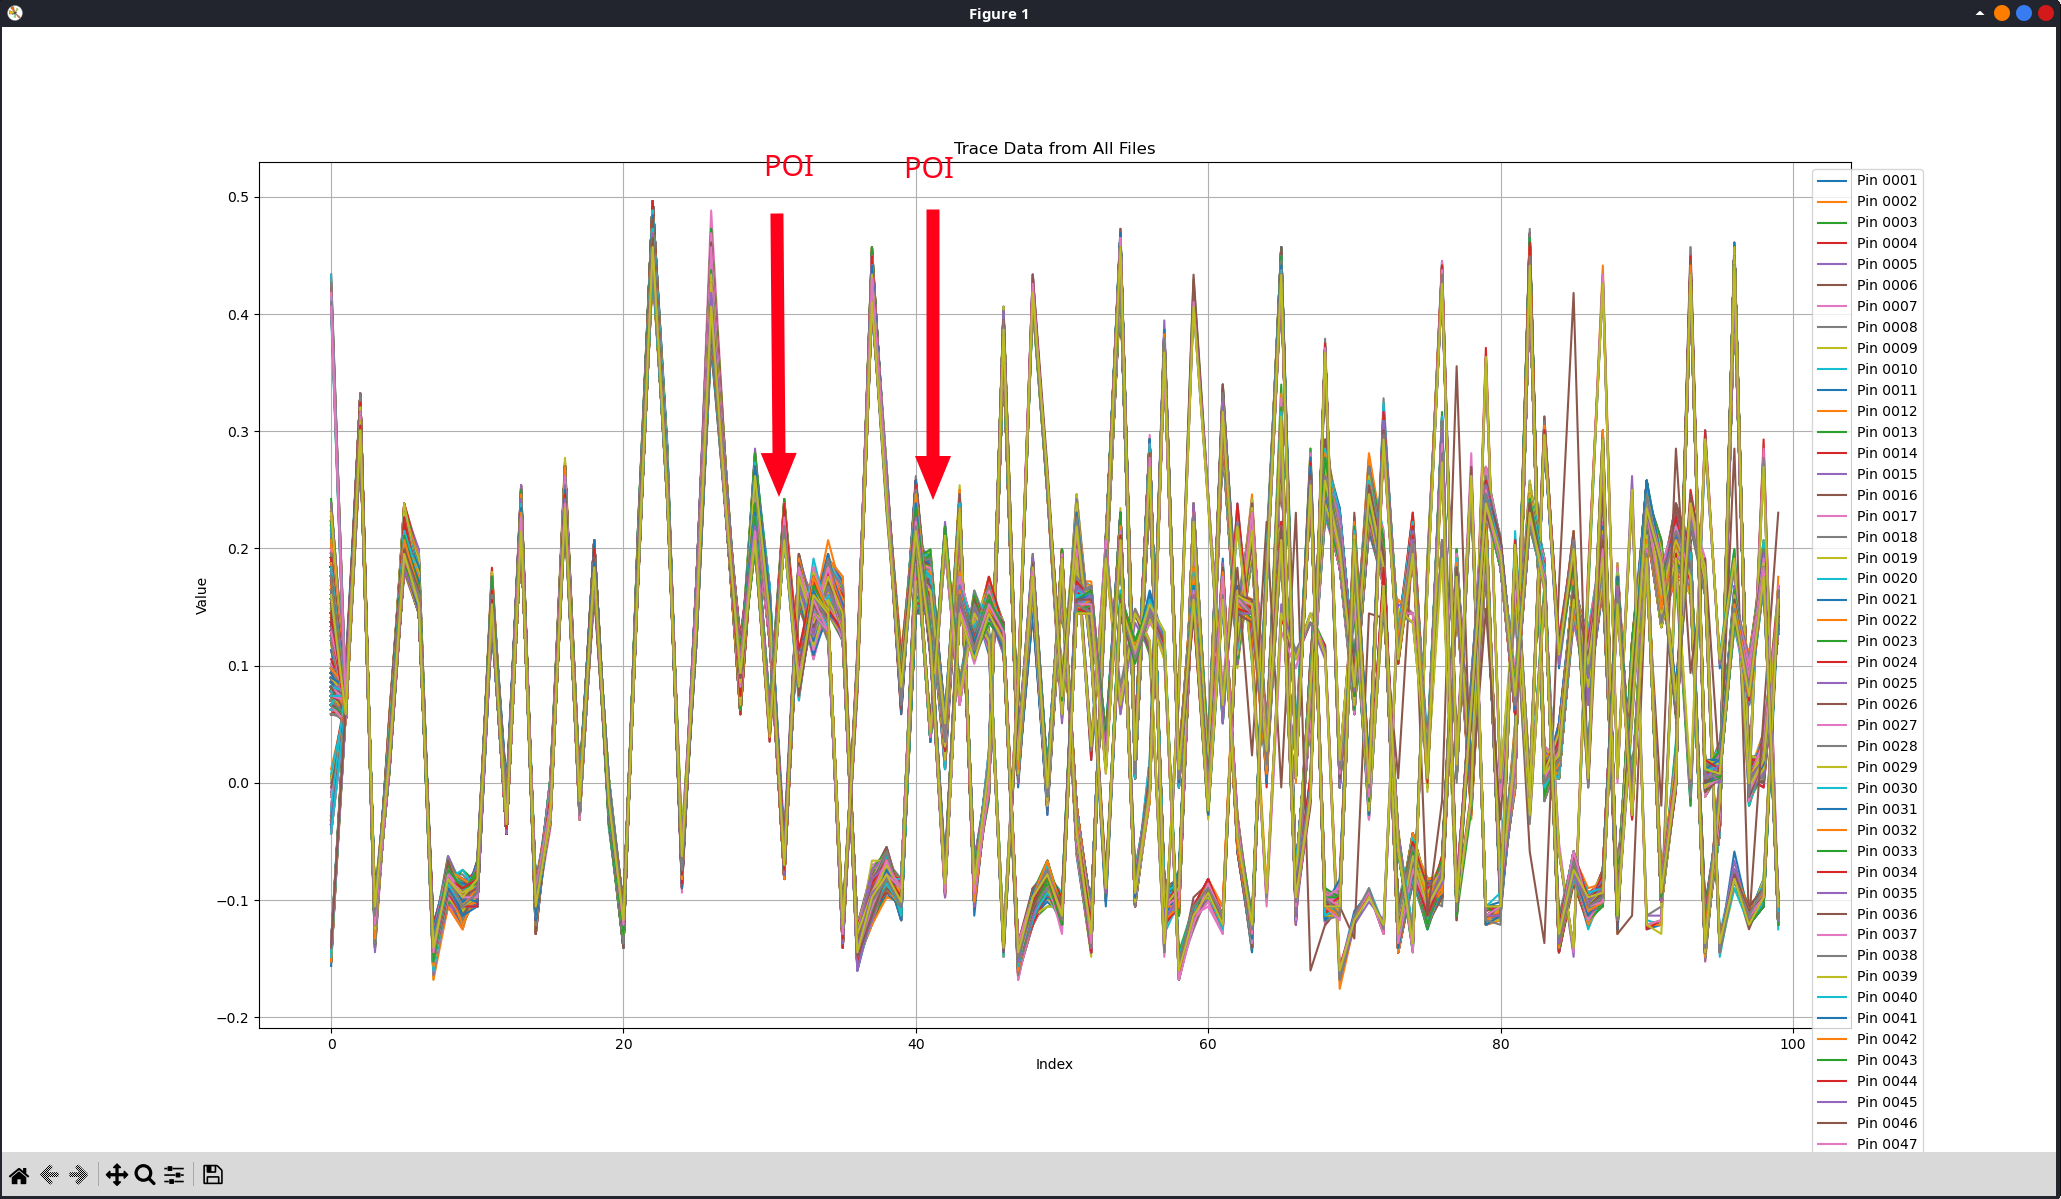 Figure 1
Trace Data from All Files
POI
POI
0.5
0.4
0.3
0.2
0.1
0.0
−0.1
−0.2
Value
0
20
40
60
80
100
Index
Pin 0001
Pin 0002
Pin 0003
Pin 0004
Pin 0005
Pin 0006
Pin 0007
Pin 0008
Pin 0009
Pin 0010
Pin 0011
Pin 0012
Pin 0013
Pin 0014
Pin 0015
Pin 0016
Pin 0017
Pin 0018
Pin 0019
Pin 0020
Pin 0021
Pin 0022
Pin 0023
Pin 0024
Pin 0025
Pin 0026
Pin 0027
Pin 0028
Pin 0029
Pin 0030
Pin 0031
Pin 0032
Pin 0033
Pin 0034
Pin 0035
Pin 0036
Pin 0037
Pin 0038
Pin 0039
Pin 0040
Pin 0041
Pin 0042
Pin 0043
Pin 0044
Pin 0045
Pin 0046
Pin 0047